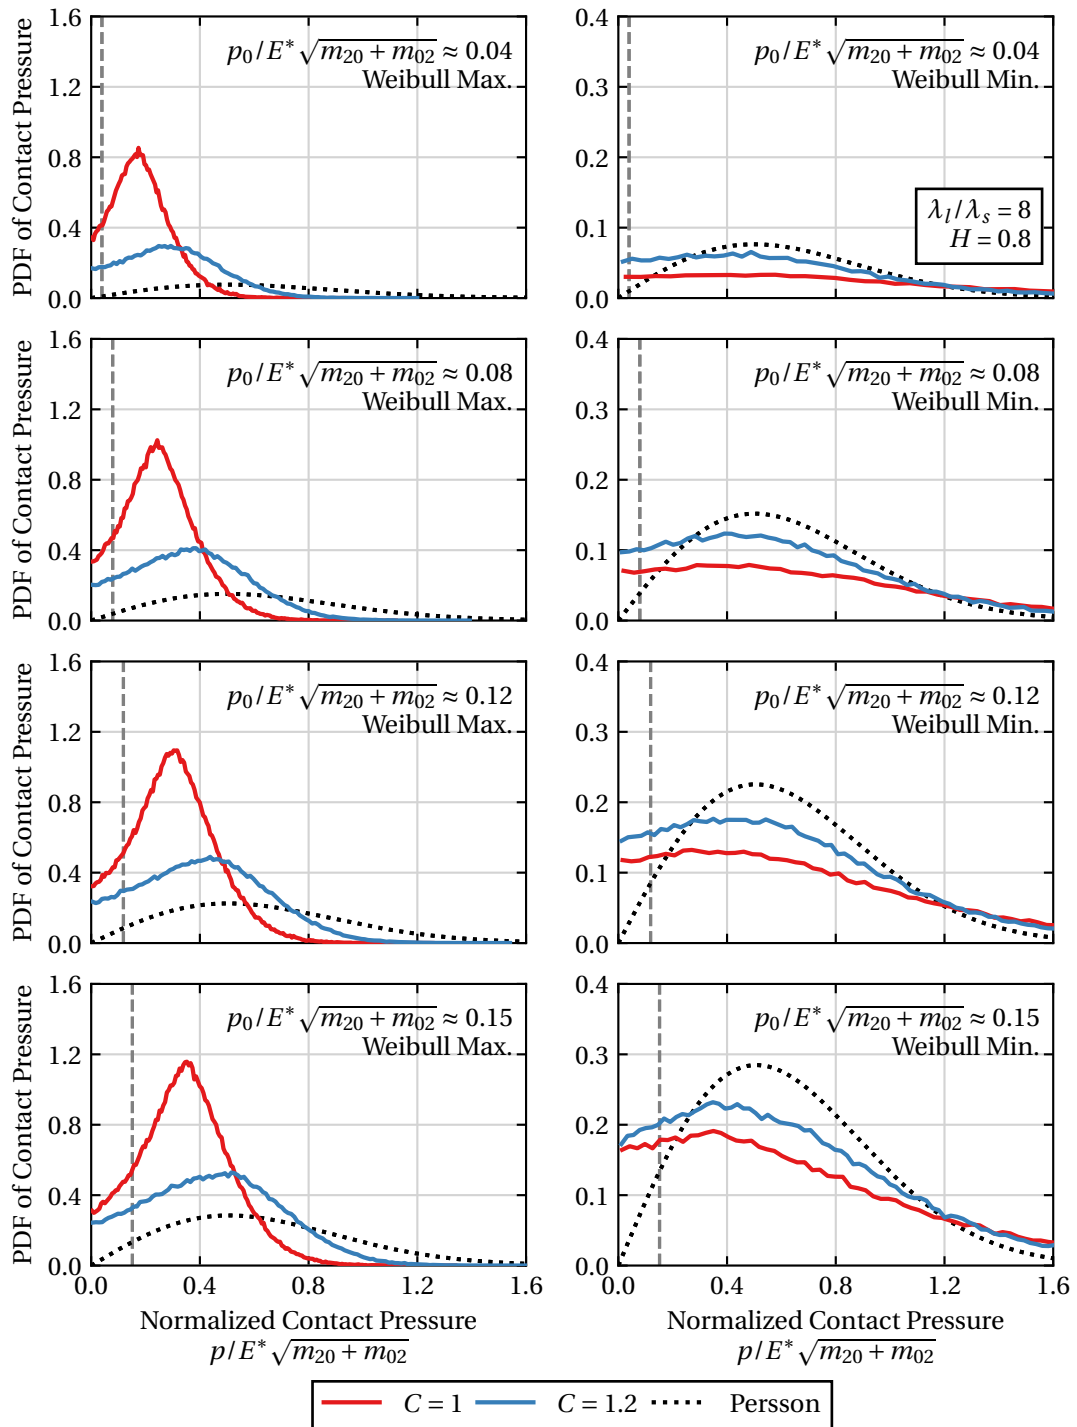 PDF of Contact Pressure
1.6
1.2
0.8
0.4
0.0
p₀/E*√m₂₀ + m₀₂ ≈ 0.04
Weibull Max.
0.4
0.3
0.2
0.1
0.0
p₀/E*√m₂₀ + m₀₂ ≈ 0.04
Weibull Min.
λₗ/λₛ = 8
H = 0.8
PDF of Contact Pressure
1.6
1.2
0.8
0.4
0.0
p₀/E*√m₂₀ + m₀₂ ≈ 0.08
Weibull Max.
0.4
0.3
0.2
0.1
0.0
p₀/E*√m₂₀ + m₀₂ ≈ 0.08
Weibull Min.
PDF of Contact Pressure
1.6
1.2
0.8
0.4
0.0
p₀/E*√m₂₀ + m₀₂ ≈ 0.12
Weibull Max.
0.4
0.3
0.2
0.1
0.0
p₀/E*√m₂₀ + m₀₂ ≈ 0.12
Weibull Min.
PDF of Contact Pressure
1.6
1.2
0.8
0.4
0.0
p₀/E*√m₂₀ + m₀₂ ≈ 0.15
Weibull Max.
0.0 0.4 0.8 1.2 1.6
Normalized Contact Pressure
p/E*√m₂₀ + m₀₂
0.4
0.3
0.2
0.1
0.0
p₀/E*√m₂₀ + m₀₂ ≈ 0.15
Weibull Min.
0.0 0.4 0.8 1.2 1.6
Normalized Contact Pressure
p/E*√m₂₀ + m₀₂
C = 1 C = 1.2 Persson